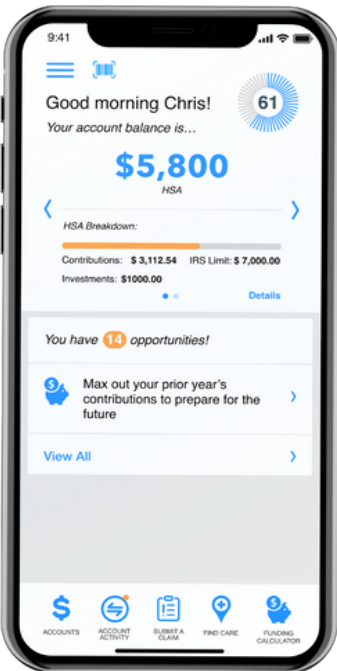 9:41
Good morning Chris!
61
Your account balance is...
$5,800
HSA
HSA Breakdown:
Contributions: $ 3,112.54 IRS Limit: $ 7,000.00
Investments: $1000.00
Details
You have 14 opportunities!
Max out your prior year's
contributions to prepare for the
future
View All
ACCOUNTS
ACCOUNT
ACTIVITY
SUBMIT A
CLAIM
FIND CARE
FUNDING
CALCULATOR